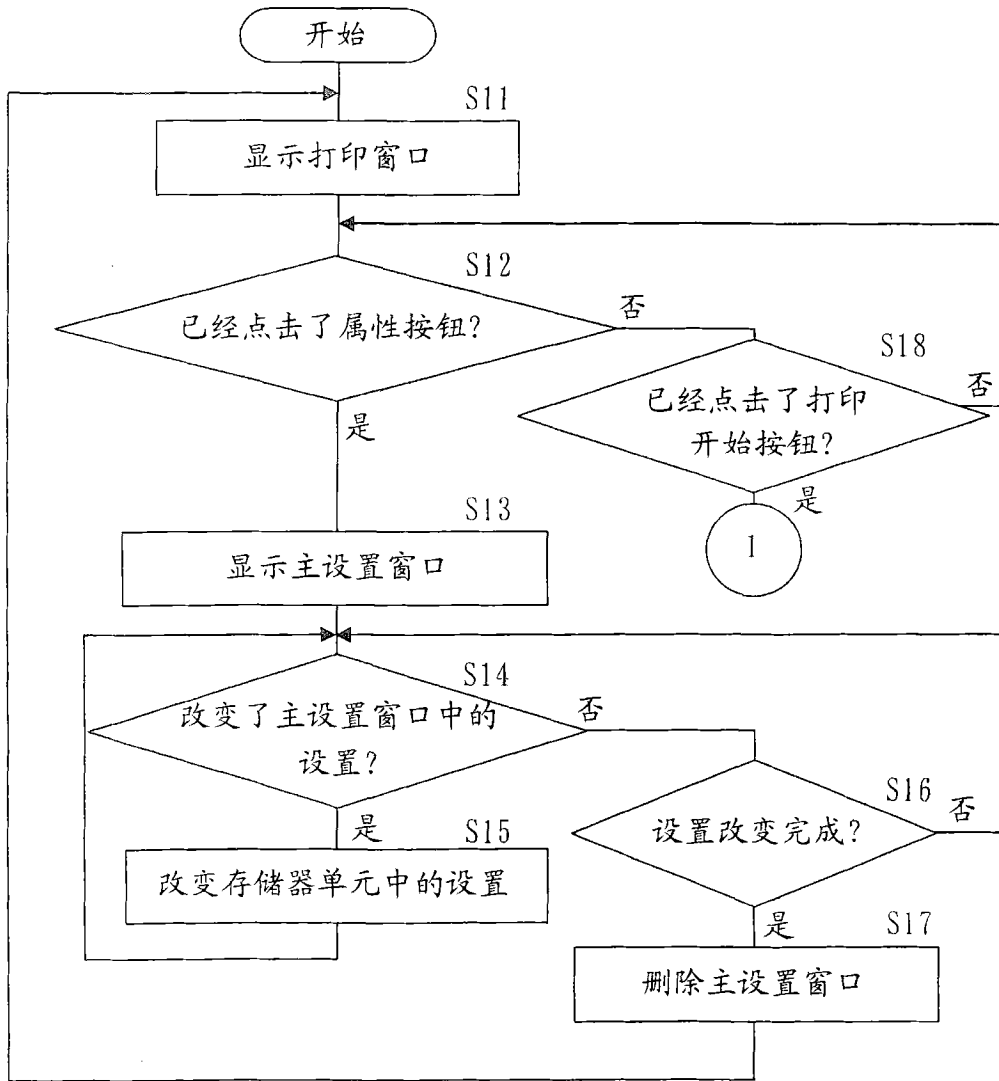 开始
S11
显示打印窗口
S12
已经点击了属性按钮?
否
S18
已经点击了打印
开始按钮?
否
是
是
1
S13
显示主设置窗口
S14
改变了主设置窗口中的
设置?
否
S16
设置改变完成?
否
是
S15
改变存储器单元中的设置
是
S17
删除主设置窗口